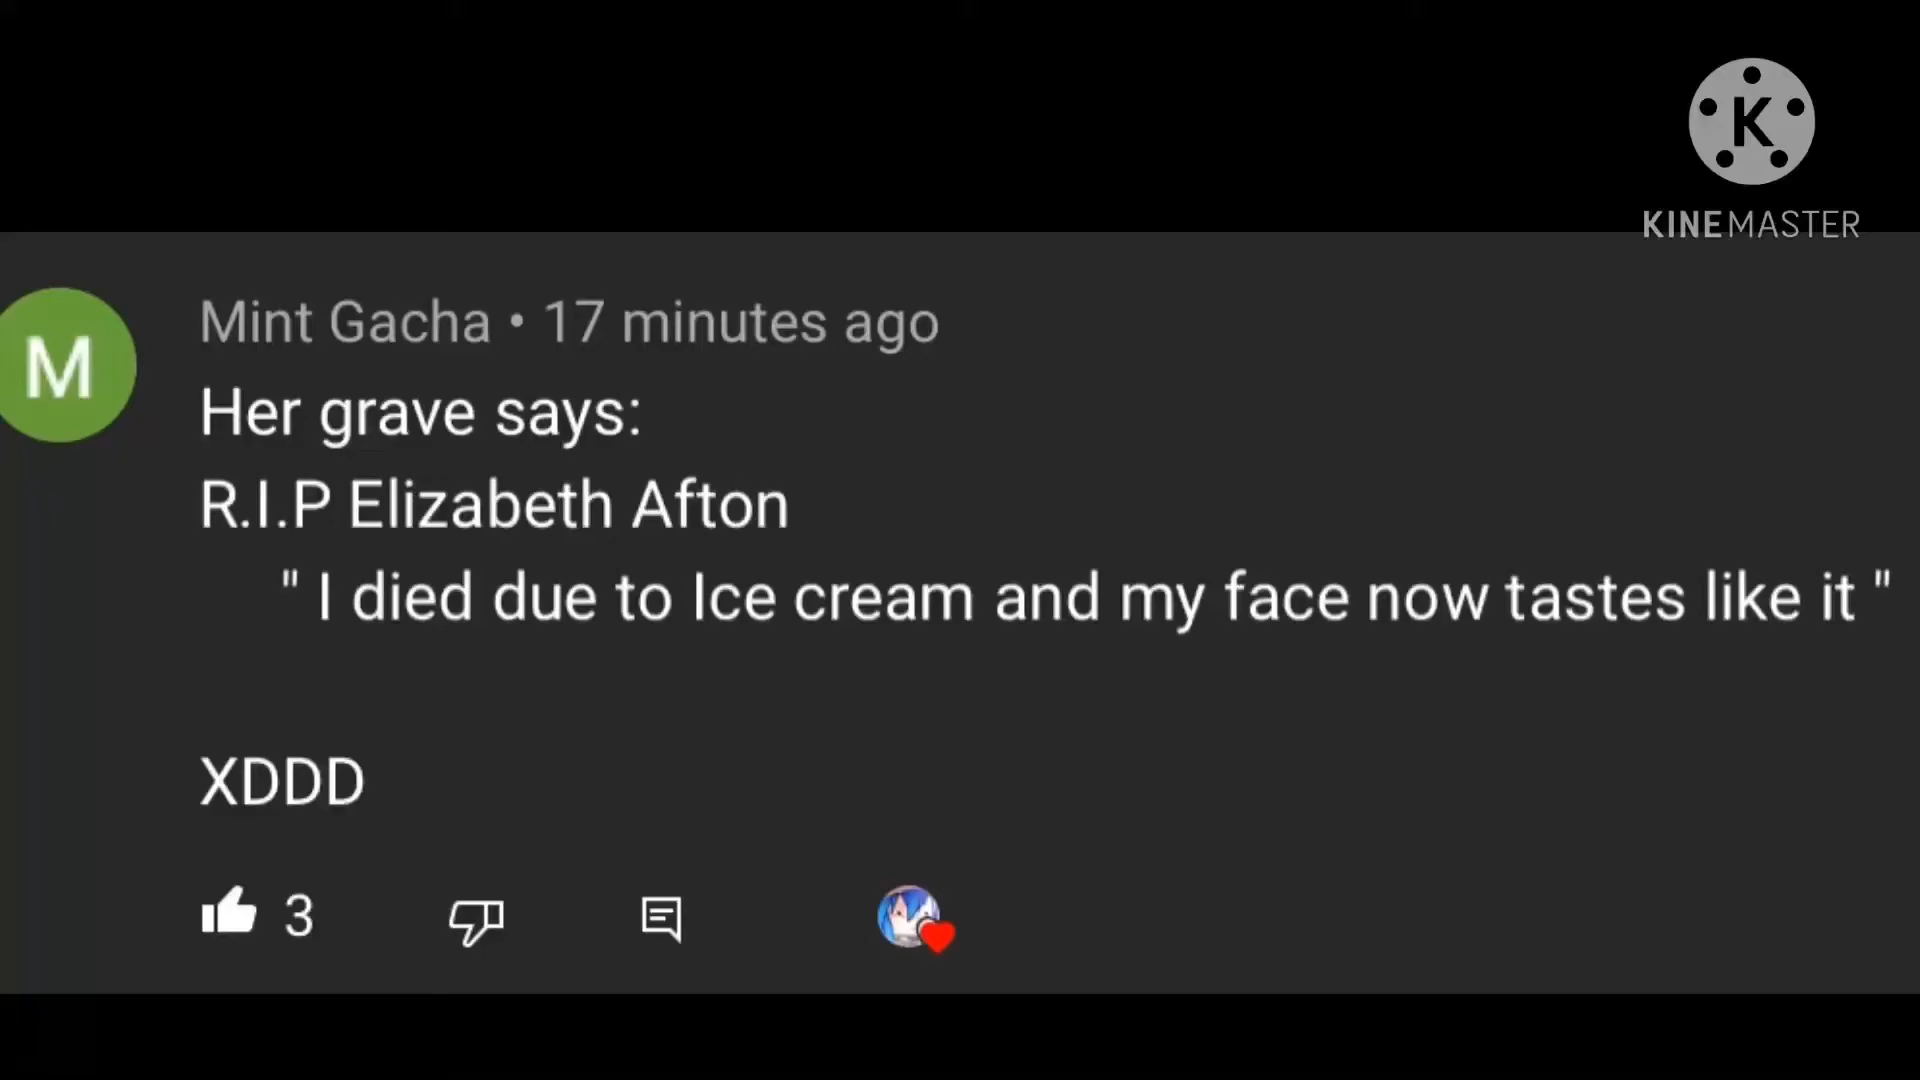 K
KINEMASTER
M
Mint Gacha • 17 minutes ago
Her grave says:
R.I.P Elizabeth Afton
" I died due to Ice cream and my face now tastes like it "
XDDD
3